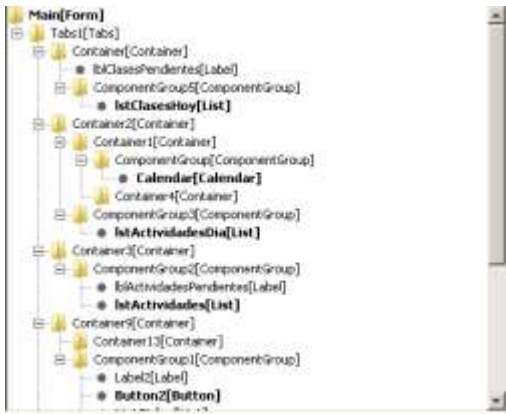 Main[Form]
Tabs1[Tabs]
Container[Container]
lblClasesPendientes[Label]
ComponentGroup5[ComponentGroup]
lstClasesHoy[List]
Container2[Container]
Container1[Container]
ComponentGroup[ComponentGroup]
Calendar[Calendar]
Container4[Container]
ComponentGroup3[ComponentGroup]
lstActividadesDia[List]
Container3[Container]
ComponentGroup2[ComponentGroup]
lblActividadesPendientes[Label]
lstActividades[List]
Container9[Container]
Container13[Container]
ComponentGroup1[ComponentGroup]
Label2[Label]
Button2[Button]